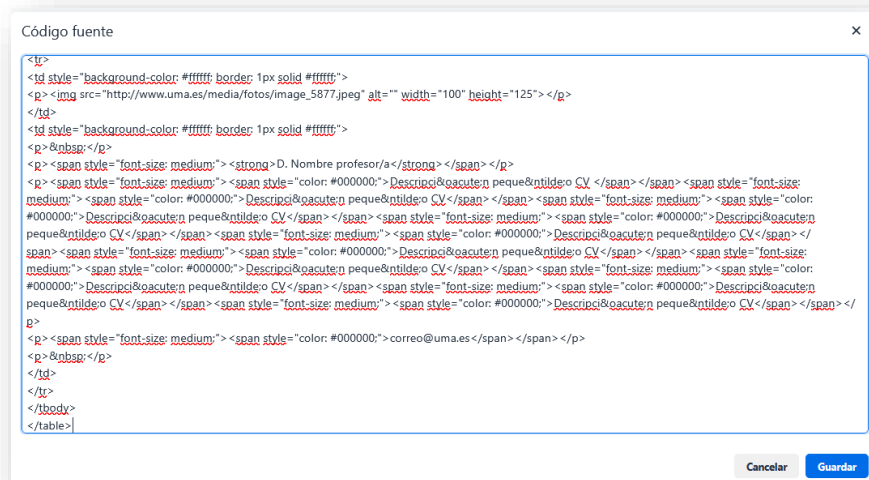 Código fuente
×
<tr>
<td style="background-color: #ffffff; border: 1px solid #ffffff;">
<p><img src="http://www.uma.es/media/fotos/image_5877.jpeg" alt="" width="100" height="125"></p>
</td>
<td style="background-color: #ffffff; border: 1px solid #ffffff;">
<p>&nbsp;</p>
<p><span style="font-size: medium;"><strong>D. Nombre profesor/a</strong></span></p>
<p><span style="font-size: medium;"><span style="color: #000000;">Descripci&oacute;n peque&ntilde;o CV </span></span><span style="font-size:
medium;"><span style="color: #000000;">Descripci&oacute;n peque&ntilde;o CV</span></span><span style="font-size: medium;"><span style="color:
#000000;">Descripci&oacute;n peque&ntilde;o CV</span></span><span style="font-size: medium;"><span style="color: #000000;">Descripci&oacute;n
peque&ntilde;o CV</span></span><span style="font-size: medium;"><span style="color: #000000;">Descripci&oacute;n peque&ntilde;o CV</span></
span><span style="font-size: medium;"><span style="color: #000000;">Descripci&oacute;n peque&ntilde;o CV</span></span><span style="font-size:
medium;"><span style="color: #000000;">Descripci&oacute;n peque&ntilde;o CV</span></span><span style="font-size: medium;"><span style="color:
#000000;">Descripci&oacute;n peque&ntilde;o CV</span></span><span style="font-size: medium;"><span style="color: #000000;">Descripci&oacute;n
peque&ntilde;o CV</span></span><span style="font-size: medium;"><span style="color: #000000;">Descripci&oacute;n peque&ntilde;o CV</span></span></
p>
<p><span style="font-size: medium;"><span style="color: #000000;">correo@uma.es</span></span></p>
<p>&nbsp;</p>
</td>
</tr>
</tbody>
</table>
Cancelar Guardar